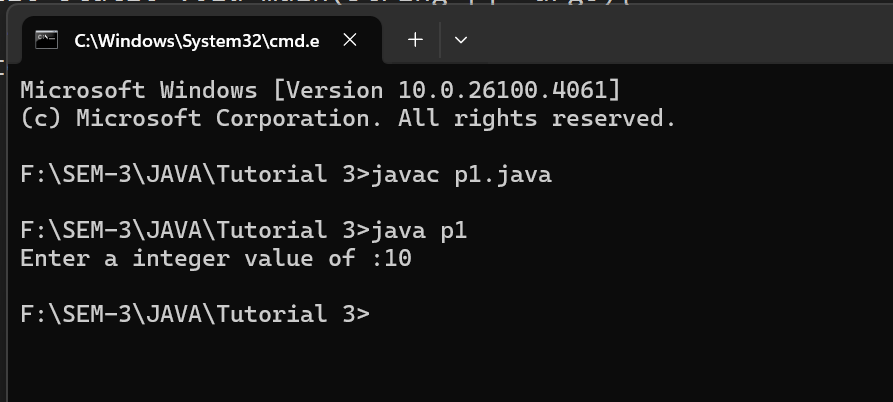 C:\Windows\System32\cmd.e
Microsoft Windows [Version 10.0.26100.4061]
(c) Microsoft Corporation. All rights reserved.
F:\SEM-3\JAVA\Tutorial 3>javac p1.java
F:\SEM-3\JAVA\Tutorial 3>java p1
Enter a integer value of :10
F:\SEM-3\JAVA\Tutorial 3>